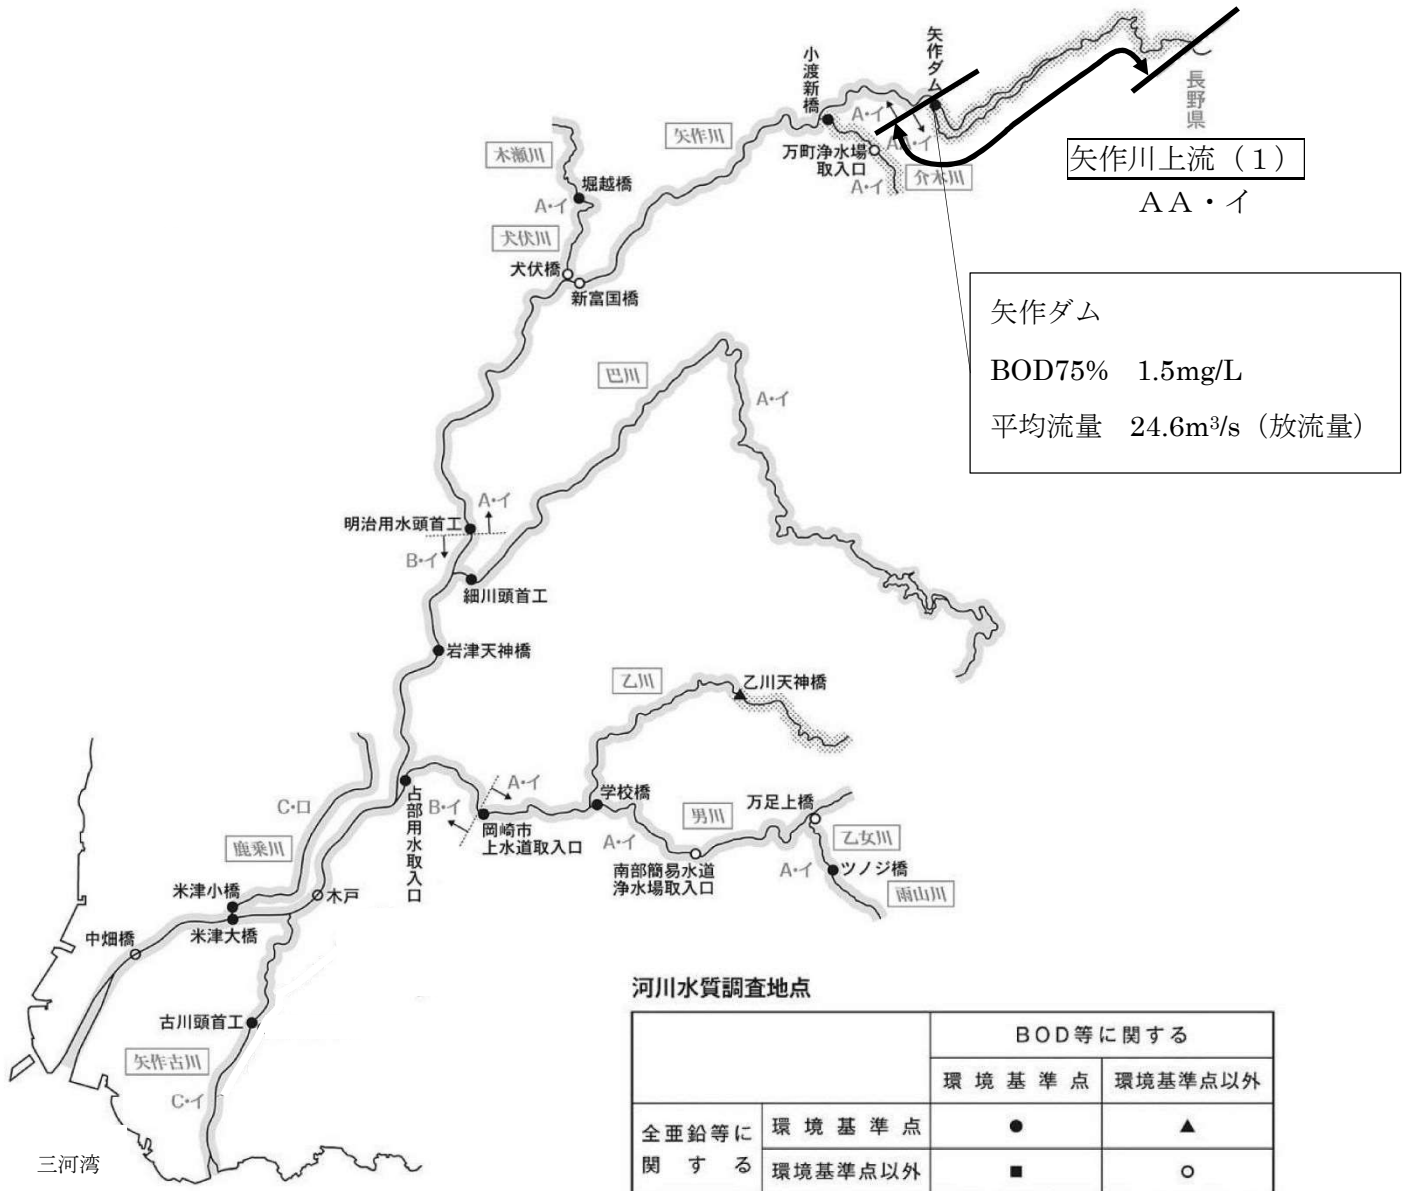 矢作ダム
小渡新橋
長野県
A・イ
AA・イ
矢作川
万町浄水場
取入口
A・イ
介木川
矢作川上流（１）
ＡＡ・イ
木瀬川
堀越橋
A・イ
犬伏川
犬伏橋
新富国橋
矢作ダム
BOD75%　1.5mg/L
平均流量　24.6m³/s（放流量）
巴川
A・イ
A・イ
明治用水頭首工
B・イ
細川頭首工
岩津天神橋
乙川
乙川天神橋
C・ロ
占部用水取入口
B・イ
A・イ
岡崎市
上水道取入口
学校橋
A・イ
男川
万足上橋
乙女川
南部簡易水道
浄水場取入口
A・イ
ツノジ橋
雨山川
鹿乗川
米津小橋
木戸
米津大橋
中畑橋
古川頭首工
矢作古川
C・イ
三河湾
河川水質調査地点
BOD等に関する
環境基準点
環境基準点以外
全亜鉛等に
関する
環境基準点
●
▲
環境基準点以外
■
○